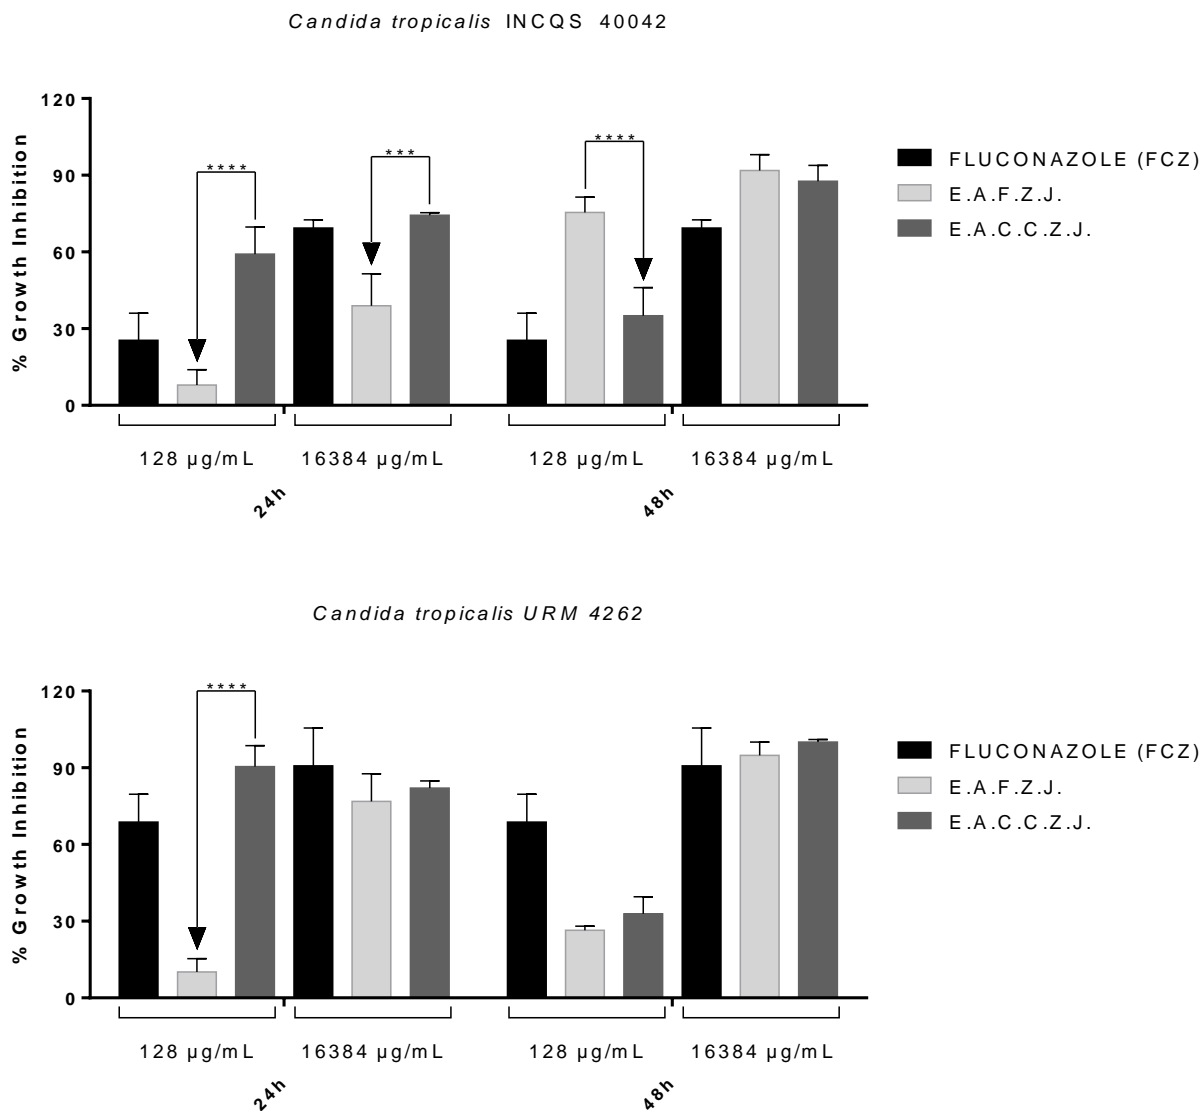 Candida tropicalis INCQS 40042
% Growth Inhibition
120
90
60
30
0
****
***
****
FLUCONAZOLE (FCZ)
E.A.F.Z.J.
E.A.C.C.Z.J.
128 µg/mL 16384 µg/mL 128 µg/mL 16384 µg/mL
24h 48h
Candida tropicalis URM 4262
% Growth Inhibition
120
90
60
30
0
****
FLUCONAZOLE (FCZ)
E.A.F.Z.J.
E.A.C.C.Z.J.
128 µg/mL 16384 µg/mL 128 µg/mL 16384 µg/mL
24h 48h